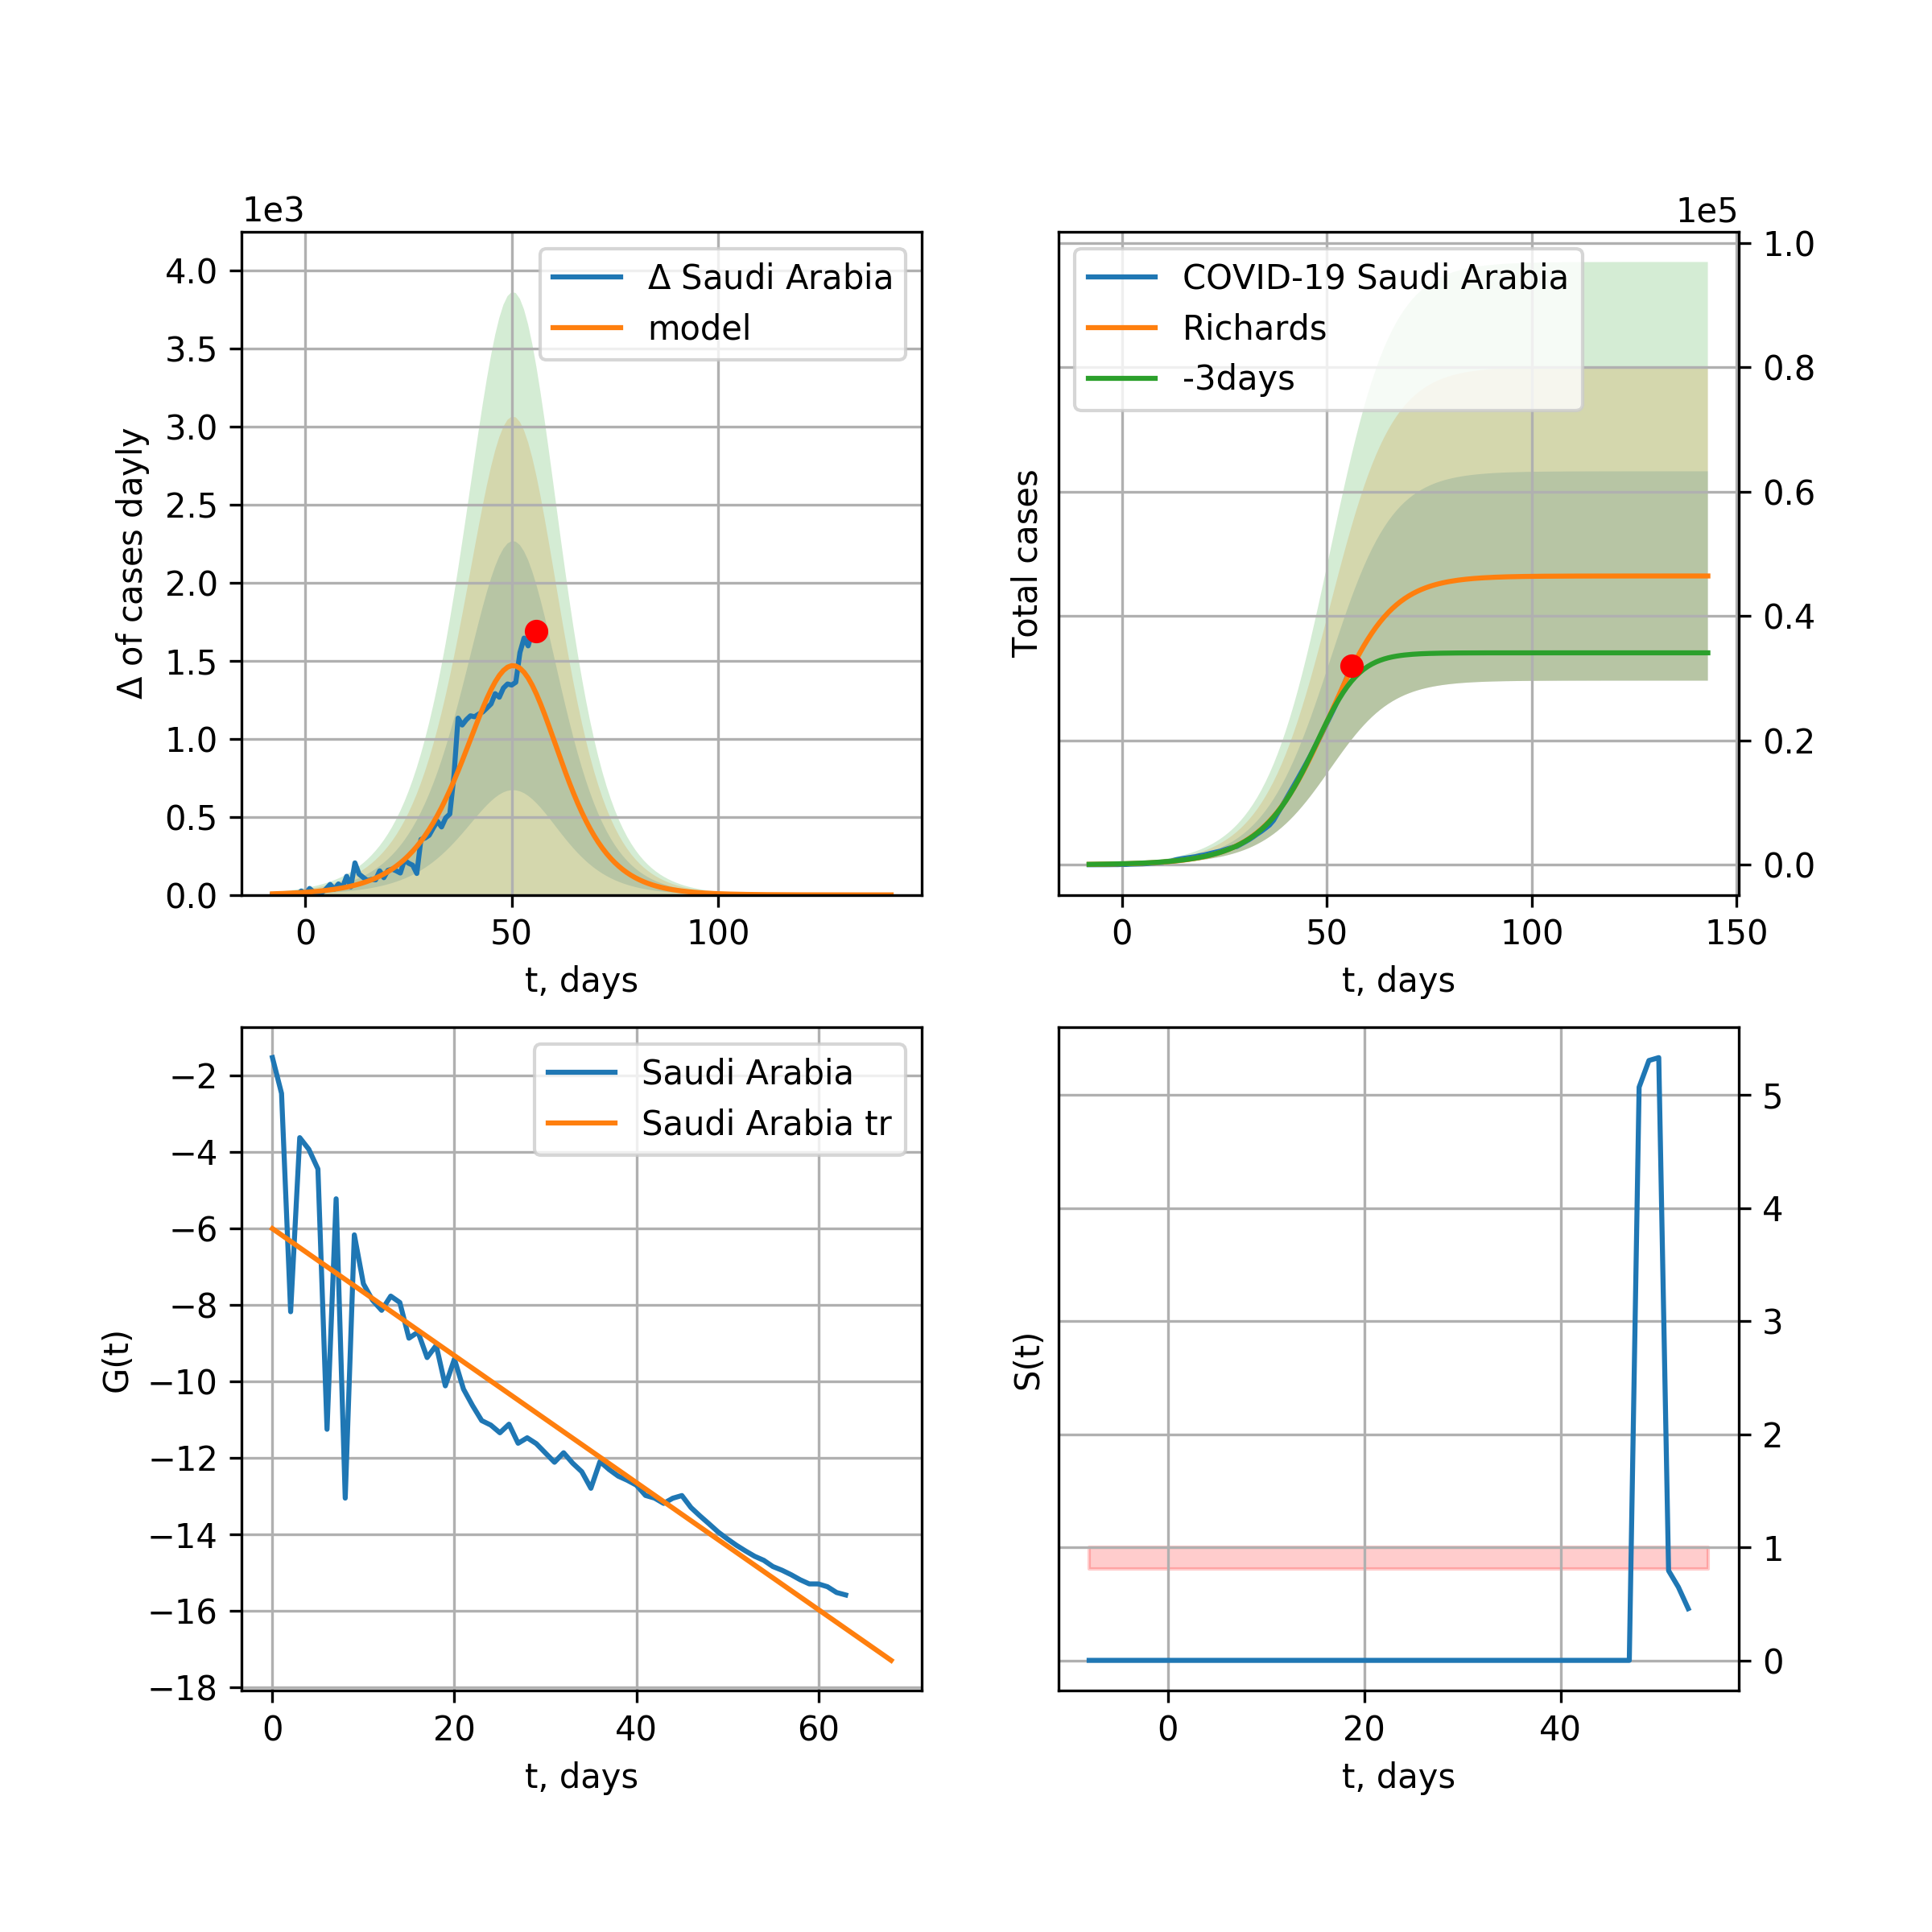 1e3
Δ of cases dayly
4.0
3.5
3.0
2.5
2.0
1.5
1.0
0.5
0.0
Δ Saudi Arabia
model
0 50 100
t, days
1e5
Total cases
COVID-19 Saudi Arabia
Richards
-3days
1.0
0.8
0.6
0.4
0.2
0.0
0 50 100 150
t, days
G(t)
−2
−4
−6
−8
−10
−12
−14
−16
−18
Saudi Arabia
Saudi Arabia tr
0 20 40 60
t, days
S(t)
5
4
3
2
1
0
0 20 40
t, days